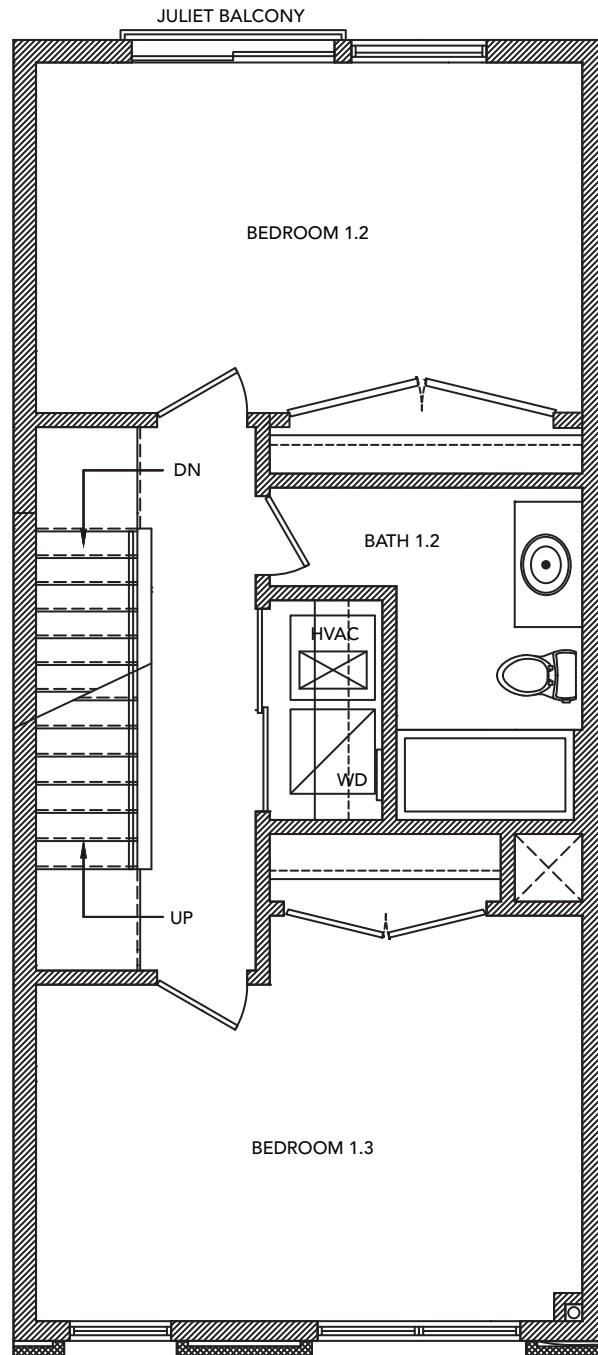 JULIET BALCONY
BEDROOM 1.2
DN
BATH 1.2
HVAC
WD
UP
BEDROOM 1.3